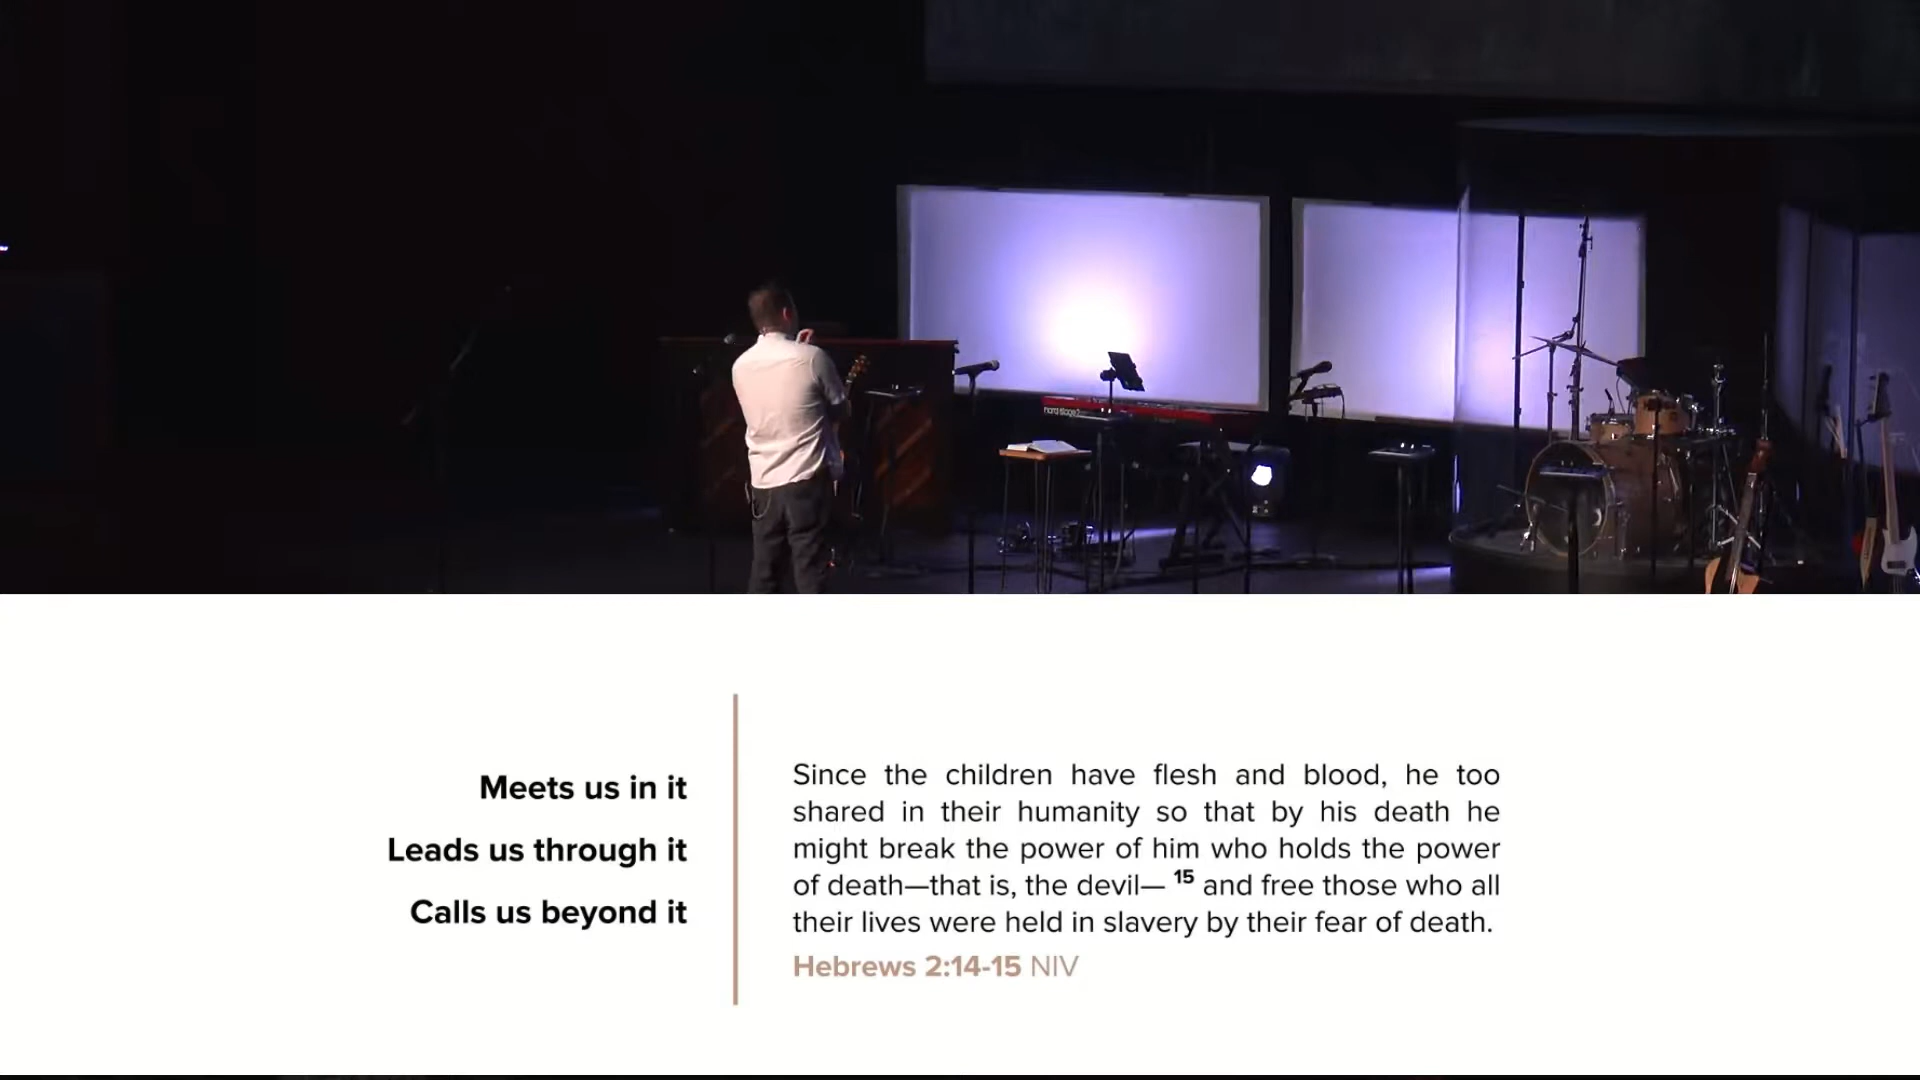 nord stage 2
Meets us in it
Leads us through it
Calls us beyond it
Since the children have flesh and blood, he too
shared in their humanity so that by his death he
might break the power of him who holds the power
of death—that is, the devil— 15 and free those who all
their lives were held in slavery by their fear of death.
Hebrews 2:14-15 NIV